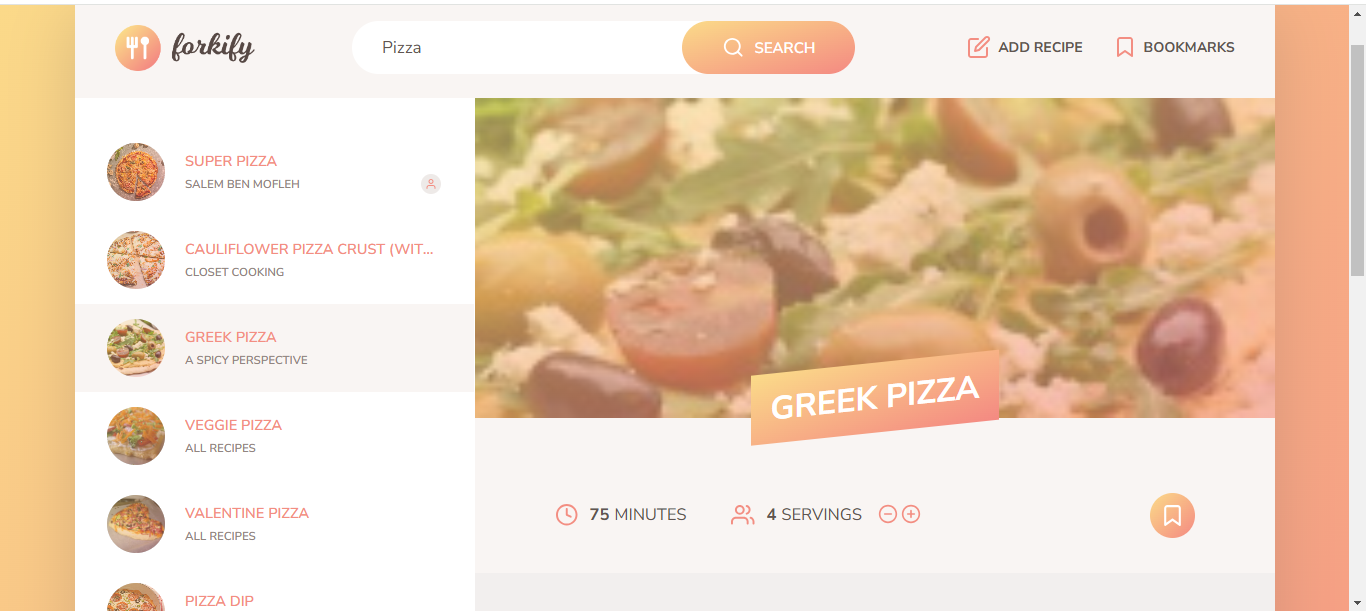 forkify
Pizza
SEARCH
ADD RECIPE
BOOKMARKS
SUPER PIZZA
SALEM BEN MOFLEH
CAULIFLOWER PIZZA CRUST (WIT...
CLOSET COOKING
GREEK PIZZA
A SPICY PERSPECTIVE
VEGGIE PIZZA
ALL RECIPES
VALENTINE PIZZA
ALL RECIPES
PIZZA DIP
GREEK PIZZA
75 MINUTES
4 SERVINGS